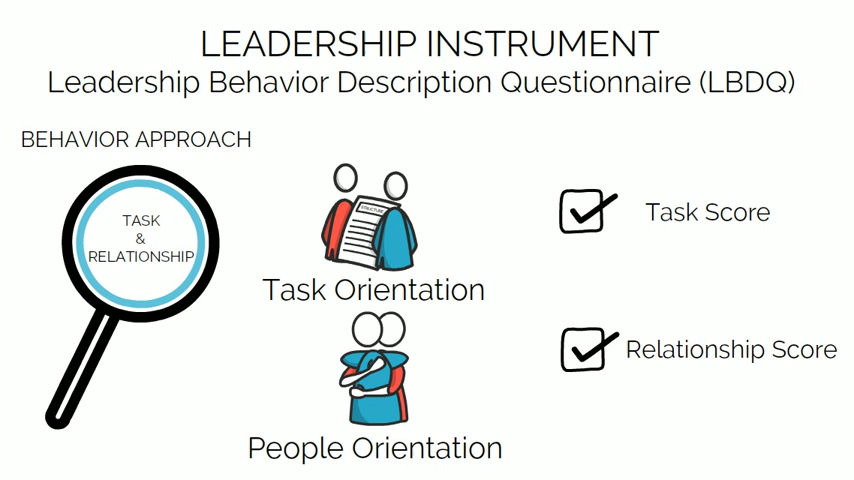 LEADERSHIP INSTRUMENT
Leadership Behavior Description Questionnaire (LBDQ)
BEHAVIOR APPROACH
TASK
&
RELATIONSHIP
STRUCTURE
Task Orientation
People Orientation
Task Score
Relationship Score